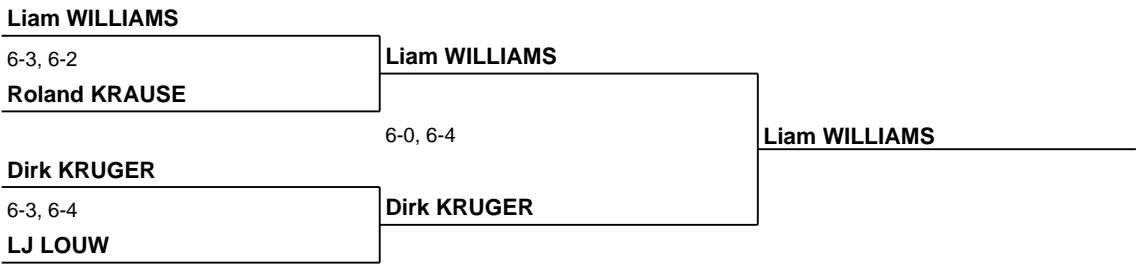 Liam WILLIAMS
6-3, 6-2
Liam WILLIAMS
Roland KRAUSE
6-0, 6-4
Liam WILLIAMS
Dirk KRUGER
6-3, 6-4
Dirk KRUGER
LJ LOUW